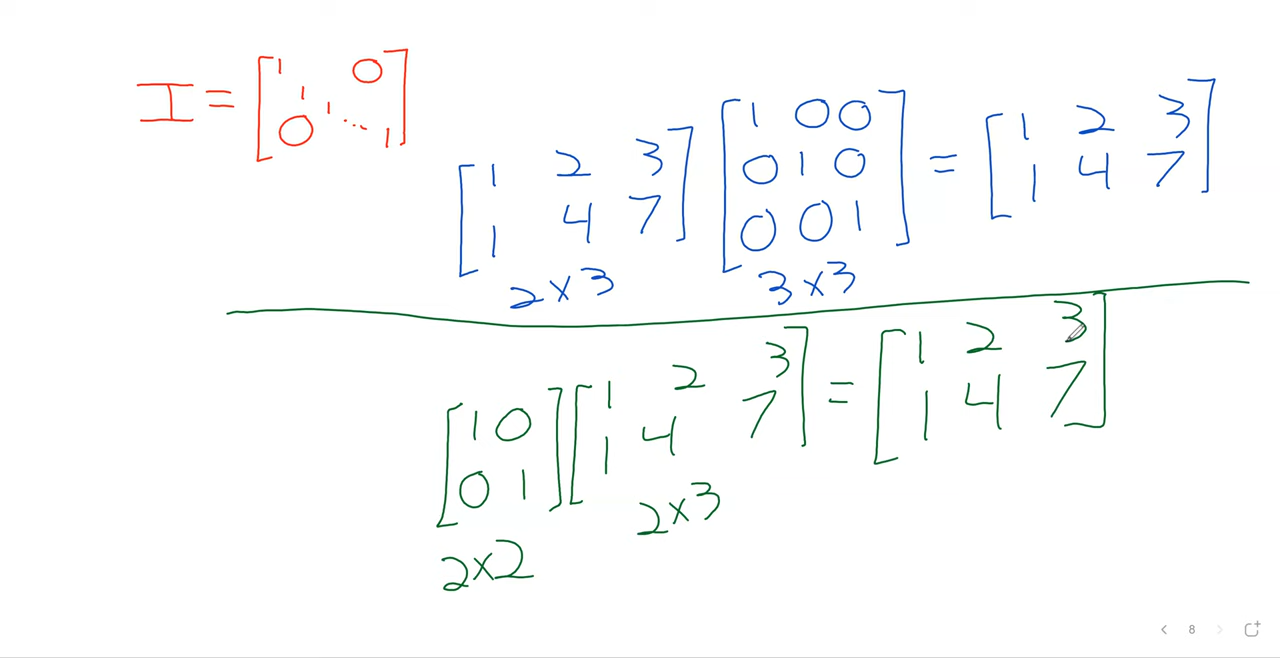 I = [1 0
1
1
0 ... 1]
[1 2 3] [1 0 0] = [1 2 3]
[1 4 7] [0 1 0] [1 4 7]
[0 0 1]
2x3 3x3
[1 0] [1 2 3] = [1 2 3]
[0 1] [1 4 7] [1 4 7]
2x3
2x2
< 8 >